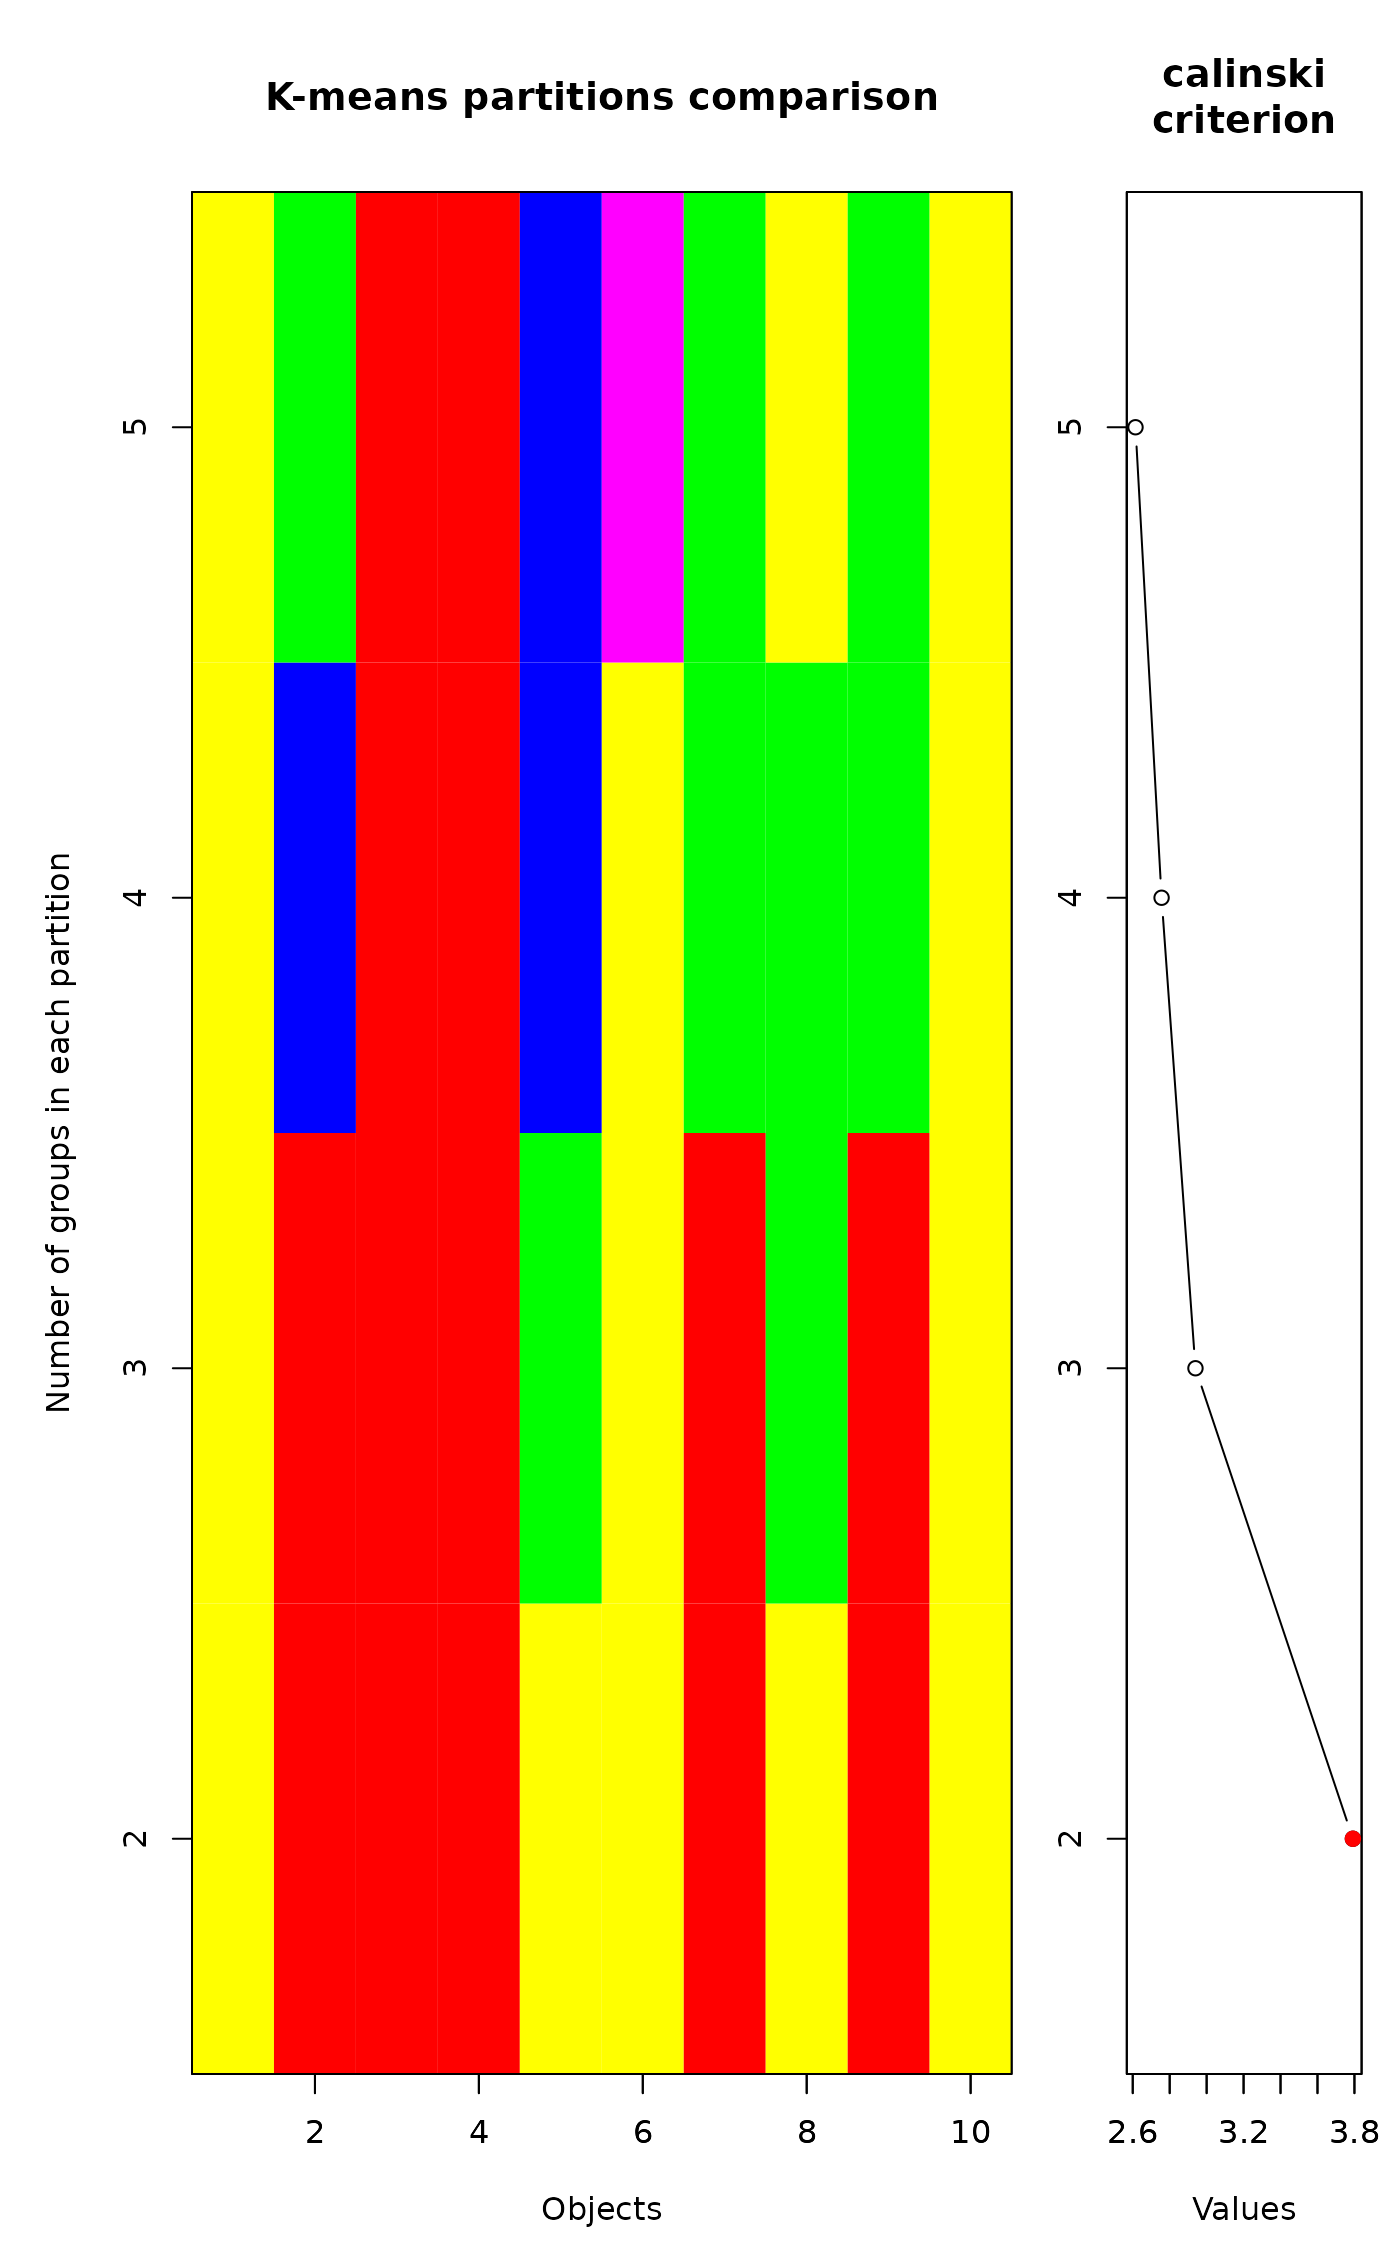 K-means partitions comparison
calinski
criterion
Number of groups in each partition
5
4
3
2
2 4 6 8 10
Objects
5
4
3
2
2.6 3.2 3.8
Values